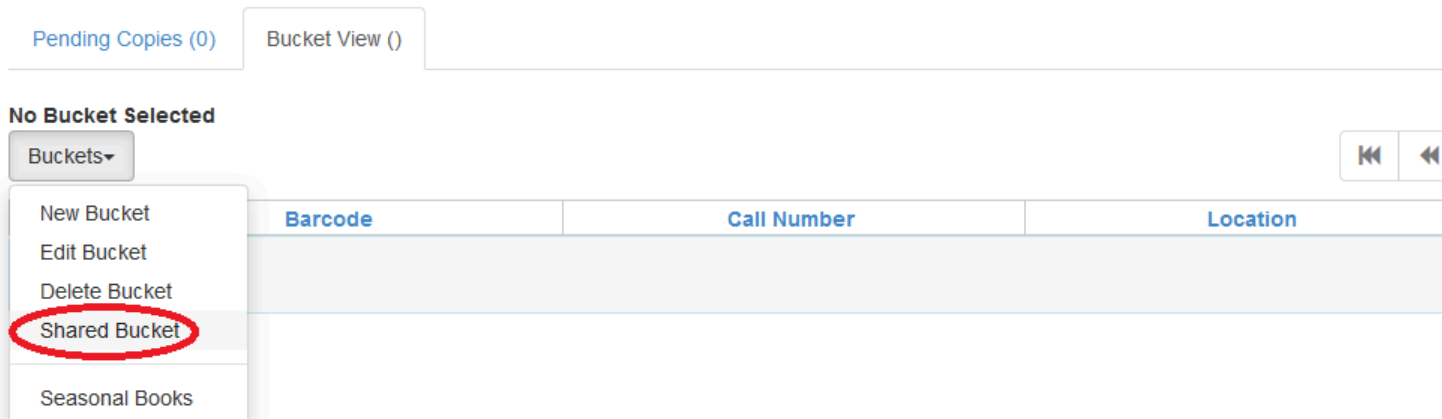 Pending Copies (0) Bucket View ()
No Bucket Selected
Buckets
Barcode Call Number Location
New Bucket
Edit Bucket
Delete Bucket
Shared Bucket
Seasonal Books